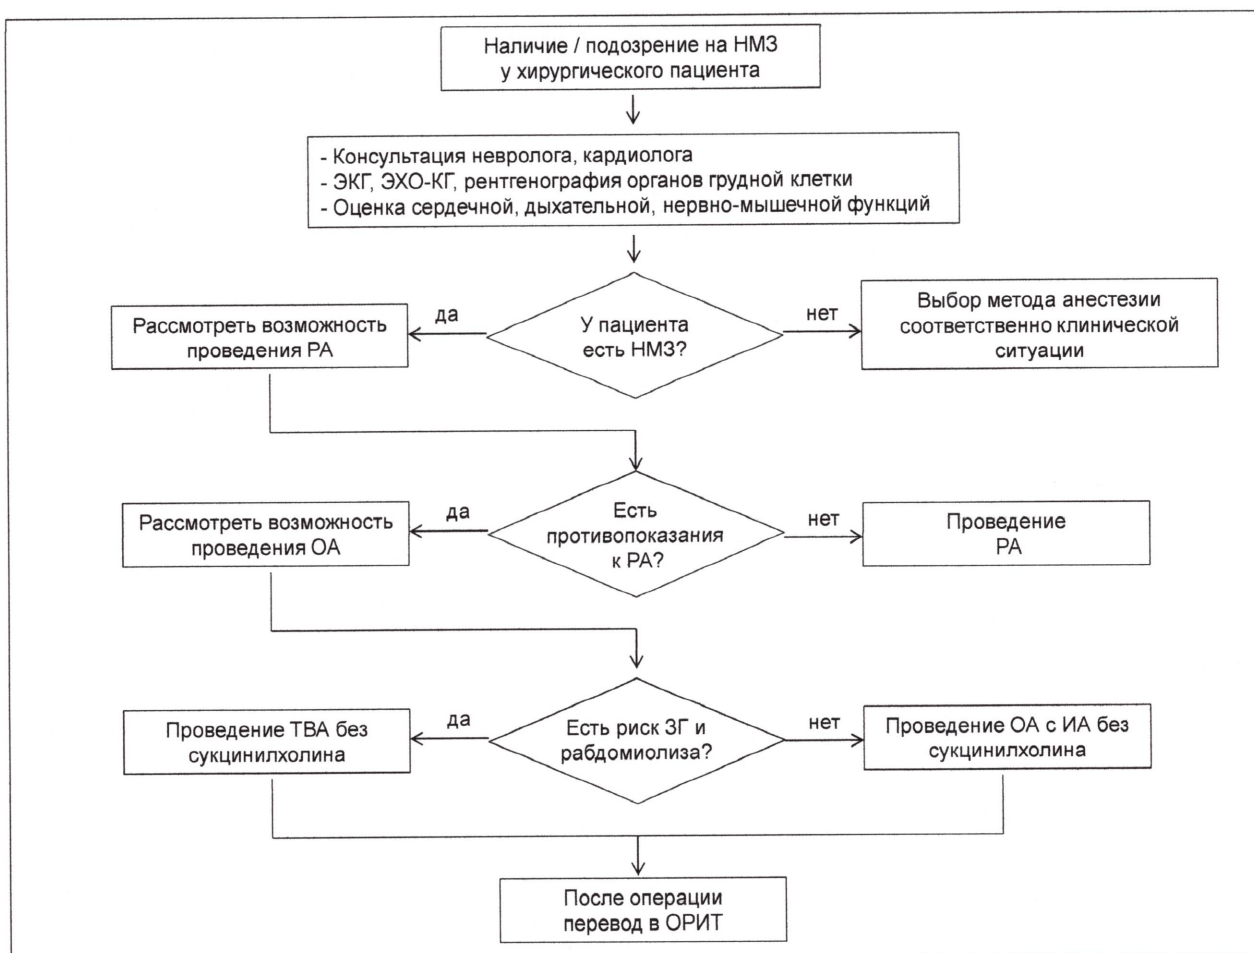 Наличие / подозрение на НМЗ
у хирургического пациента
- Консультация невролога, кардиолога
- ЭКГ, ЭХО-КГ, рентгенография органов грудной клетки
- Оценка сердечной, дыхательной, нервно-мышечной функций
Рассмотреть возможность
проведения РА
да
У пациента
есть НМЗ?
нет
Выбор метода анестезии
соответственно клинической
ситуации
Рассмотреть возможность
проведения ОА
да
Есть
противопоказания
к РА?
нет
Проведение
РА
Проведение ТВА без
сукцинилхолина
да
Есть риск ЗГ и
рабдомиолиза?
нет
Проведение ОА с ИА без
сукцинилхолина
После операции
перевод в ОРИТ